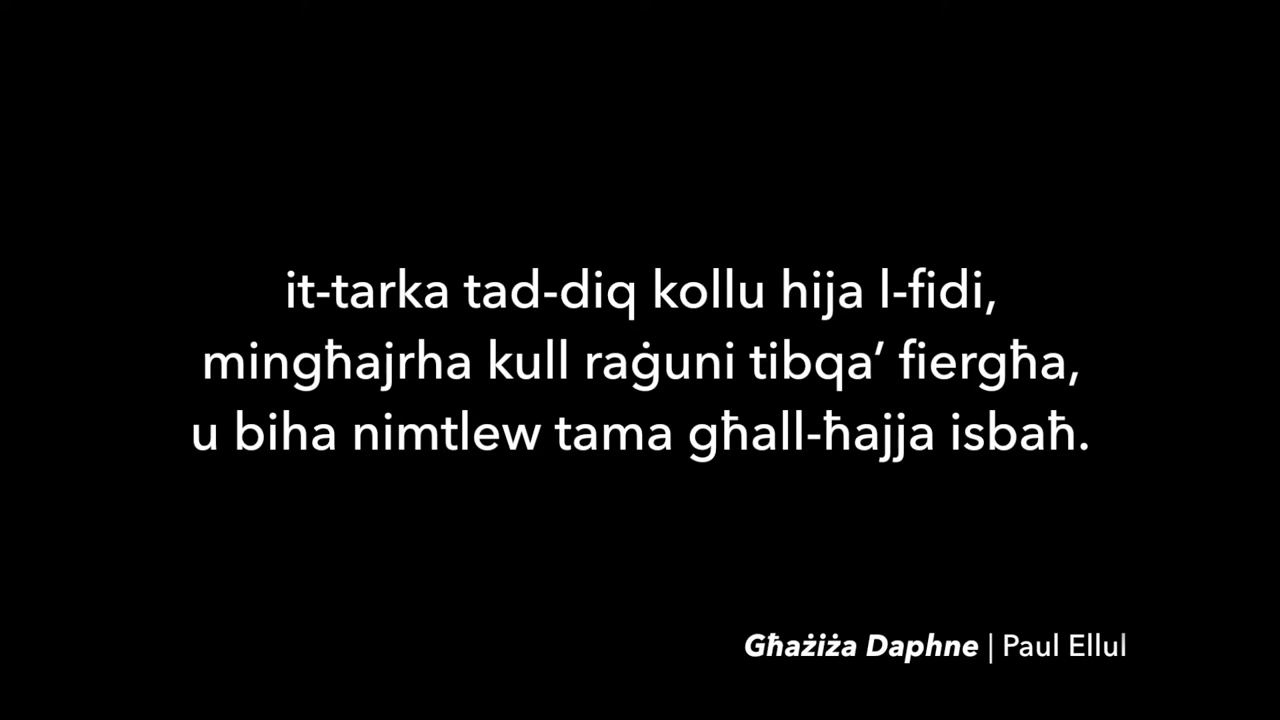 it-tarka tad-diq kollu hija l-fidi,
mingħajrha kull raġuni tibqa’ fiergħa,
u biha nimtlew tama għall-ħajja isbaħ.
Għażiża Daphne | Paul Ellul